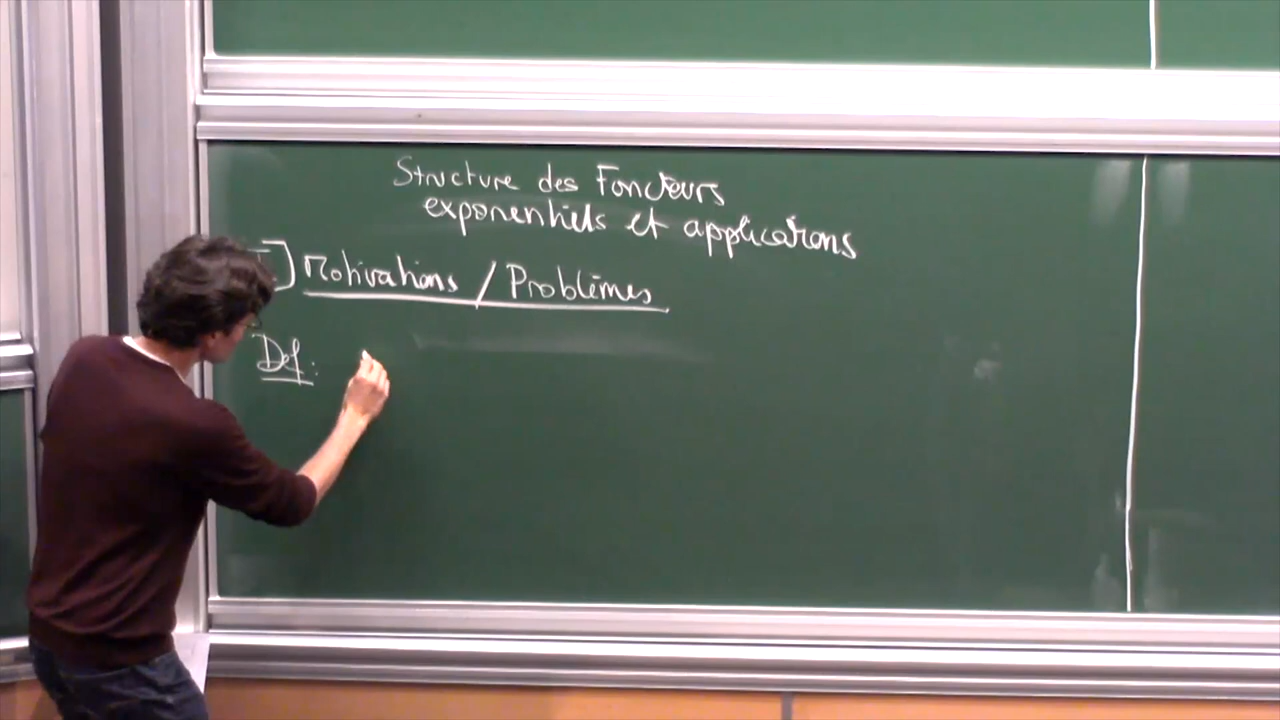 Structure des Foncteurs
exponentiels et applications
I.] Motivations / Problèmes
Def: